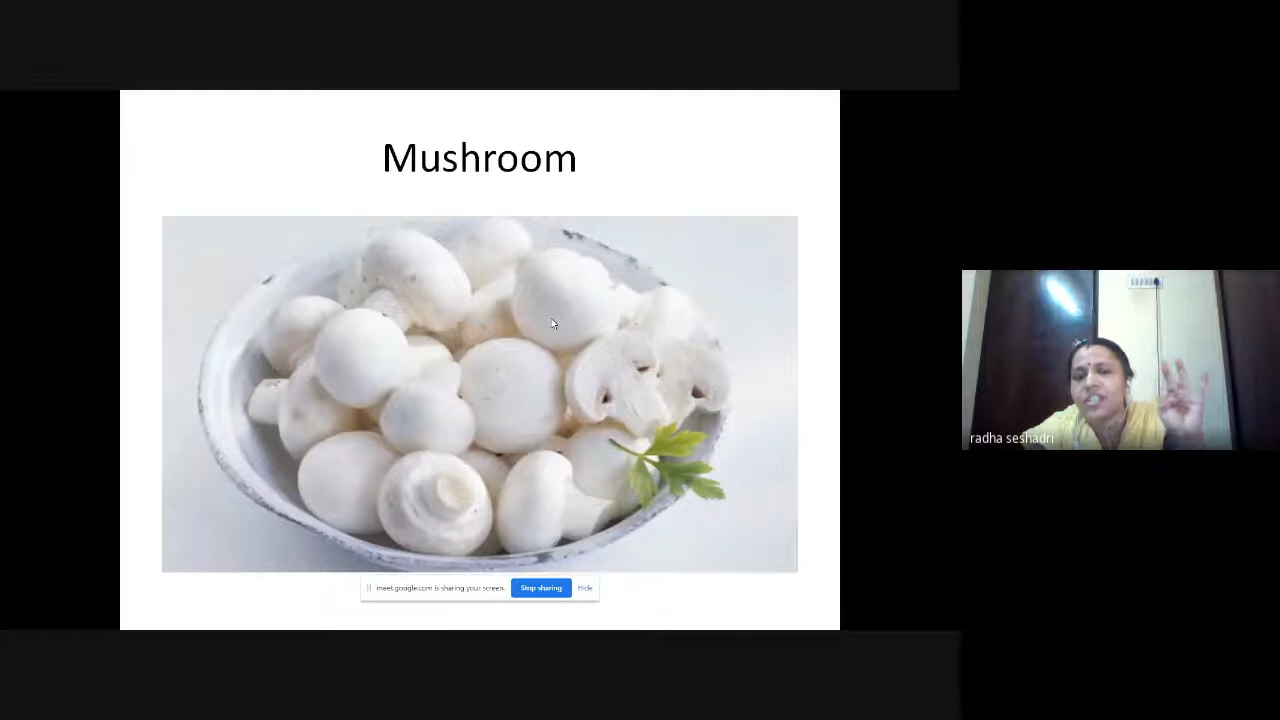 Mushroom
meet.google.com is sharing your screen.
Stop sharing
Hide
radha seshadri